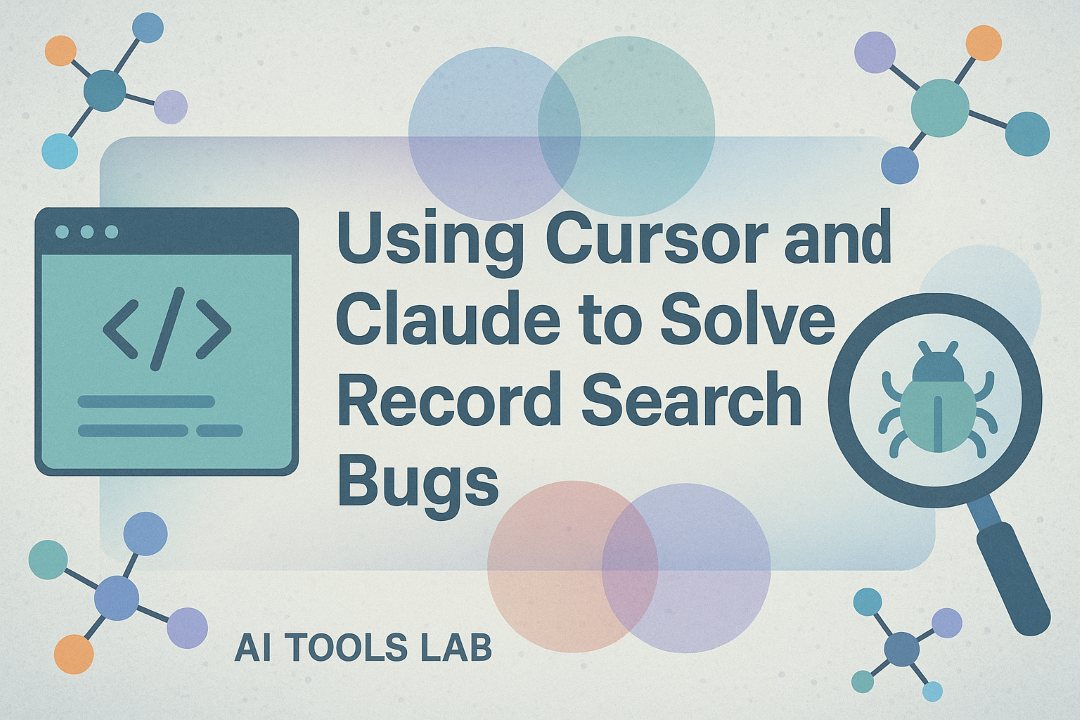 Using Cursor and
Claude to Solve
Record Search
Bugs
</>
AI TOOLS LAB